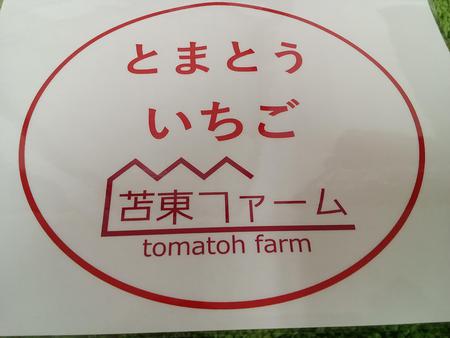 とまとう
いちご
苫東ファーム
tomatoh farm